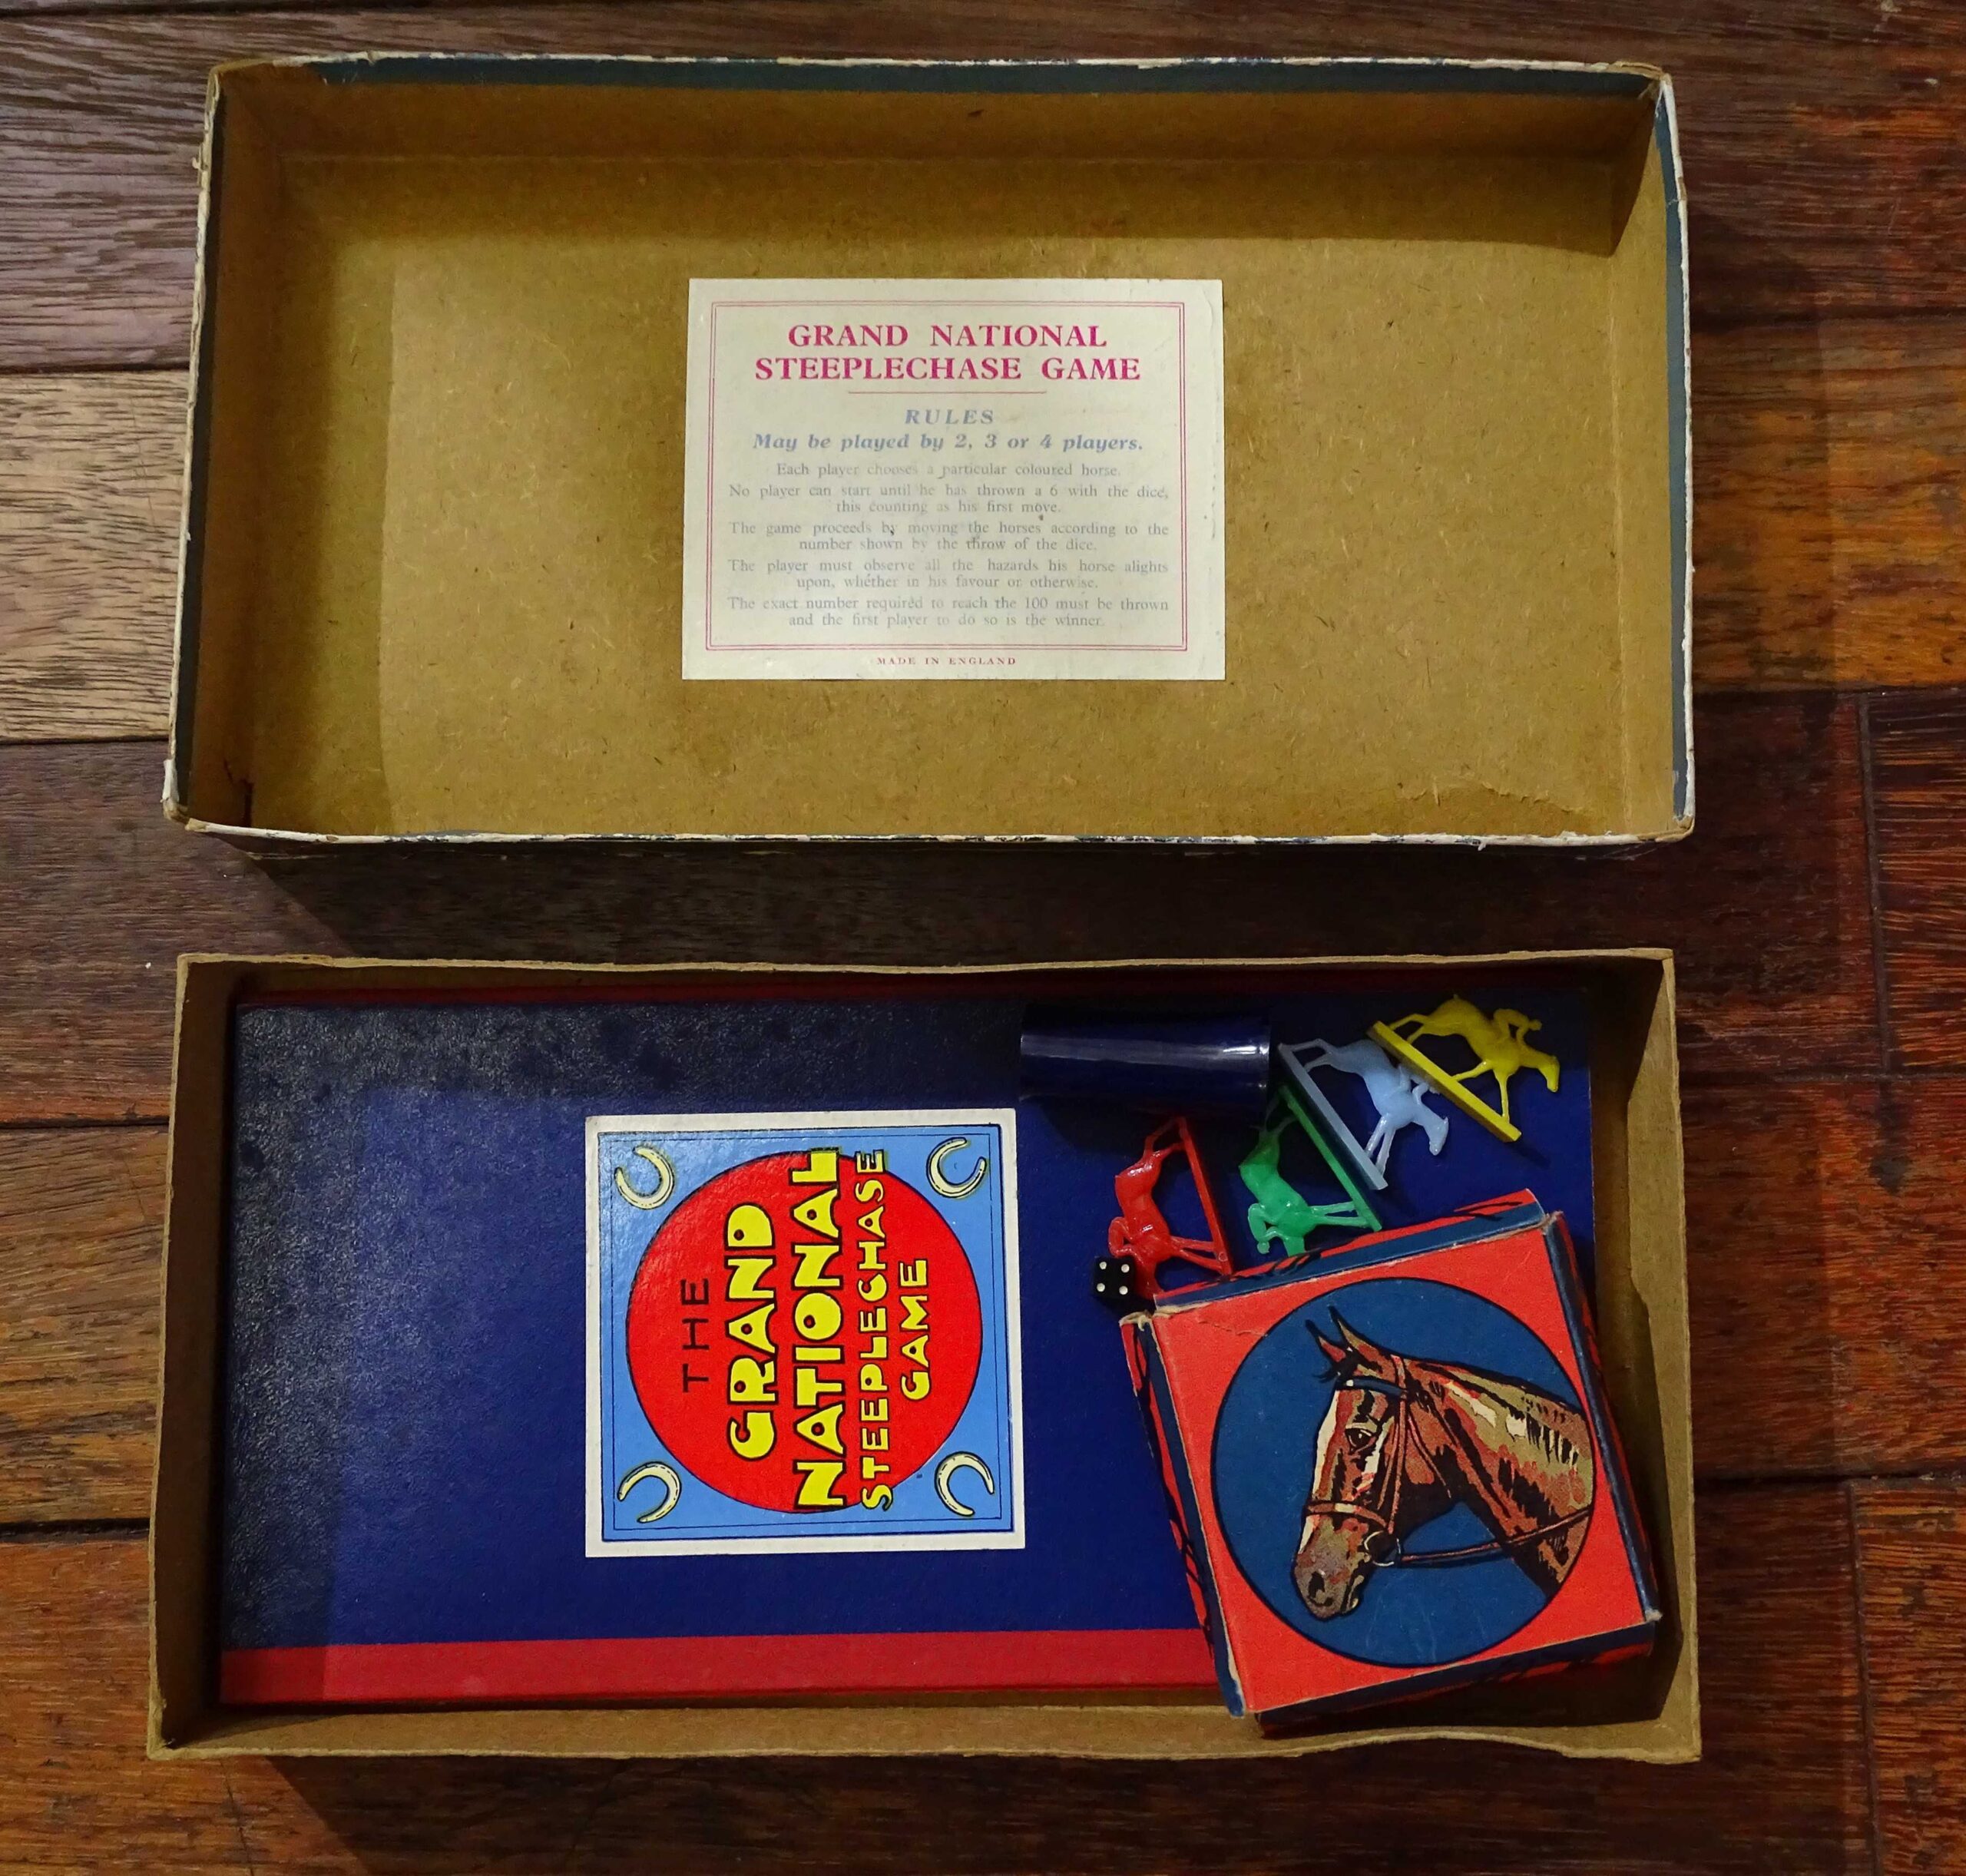 GRAND NATIONAL
STEEPLECHASE GAME
RULES
May be played by 2, 3 or 4 players.
Each player chooses a particular coloured horse.
No player can start until he has thrown a 6 with the dice,
this counting as his first move.
The game proceeds by moving the horses according to the
number shown by the throw of the dice.
The player must observe all the hazards his horse alights
upon, whether in his favour or otherwise.
The exact number required to reach the 100 must be thrown
and the first player to do so is the winner.
MADE IN ENGLAND
THE
GRAND
NATIONAL
STEEPLECHASE
GAME